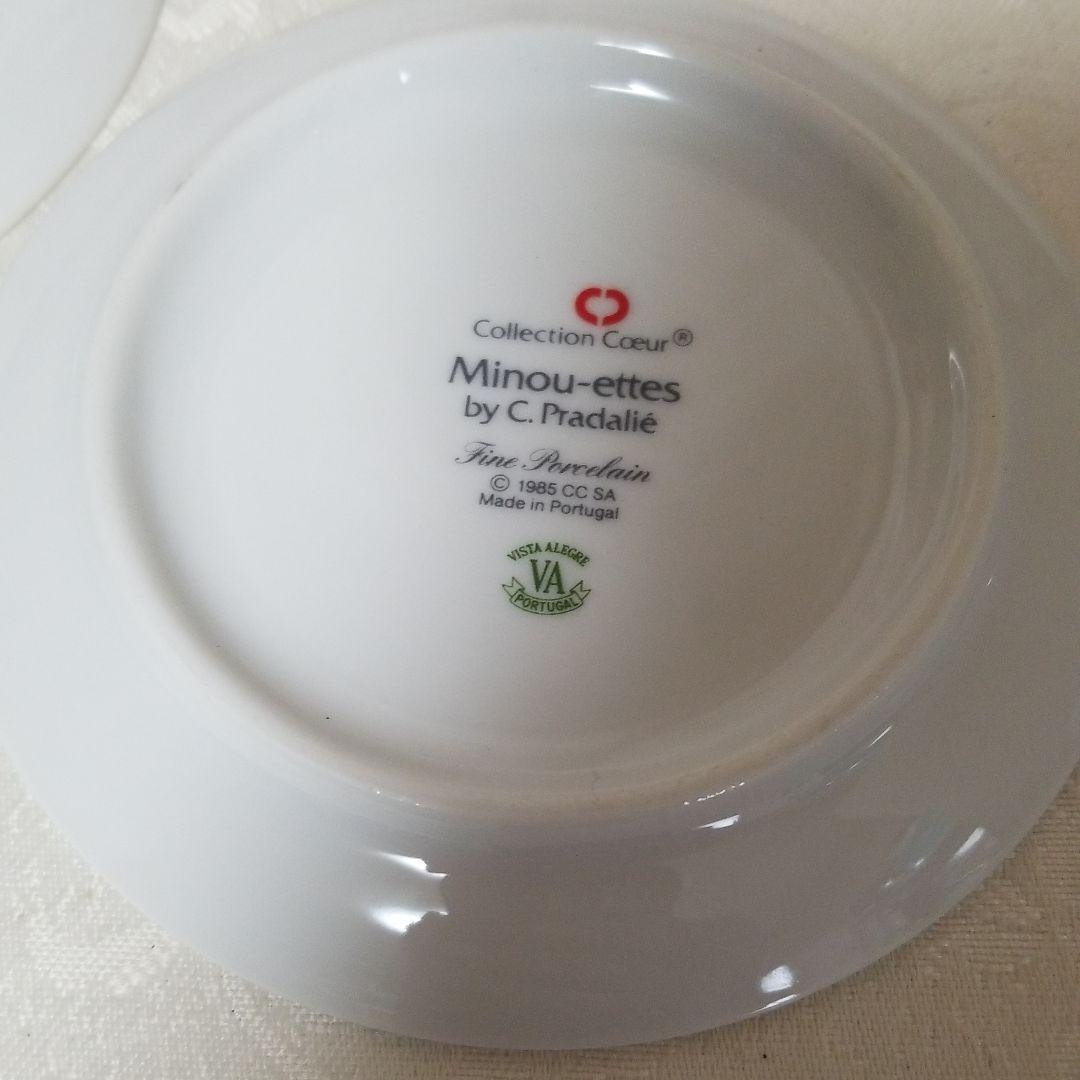 Collection Cœur®
Minou-ettes
by C. Pradalié
Fine Porcelain
© 1985 CC SA
Made in Portugal
VISTA ALEGRE
VA
PORTUGAL